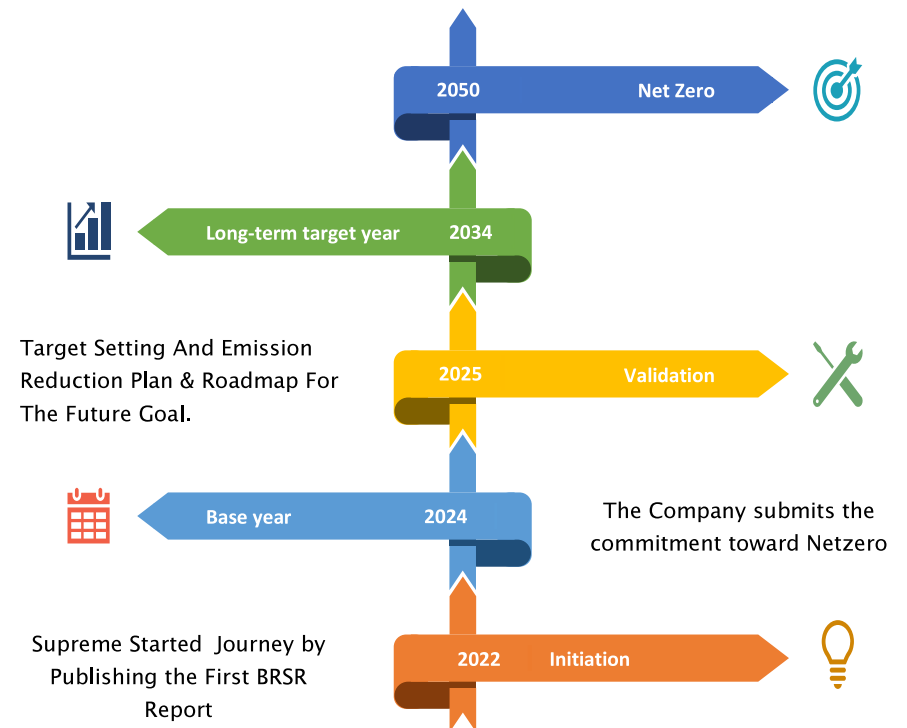 2050 Net Zero
Long-term target year 2034
Target Setting And Emission
Reduction Plan & Roadmap For
The Future Goal.
2025 Validation
Base year 2024
The Company submits the
commitment toward Netzero
Supreme Started Journey by
Publishing the First BRSR
Report
2022 Initiation